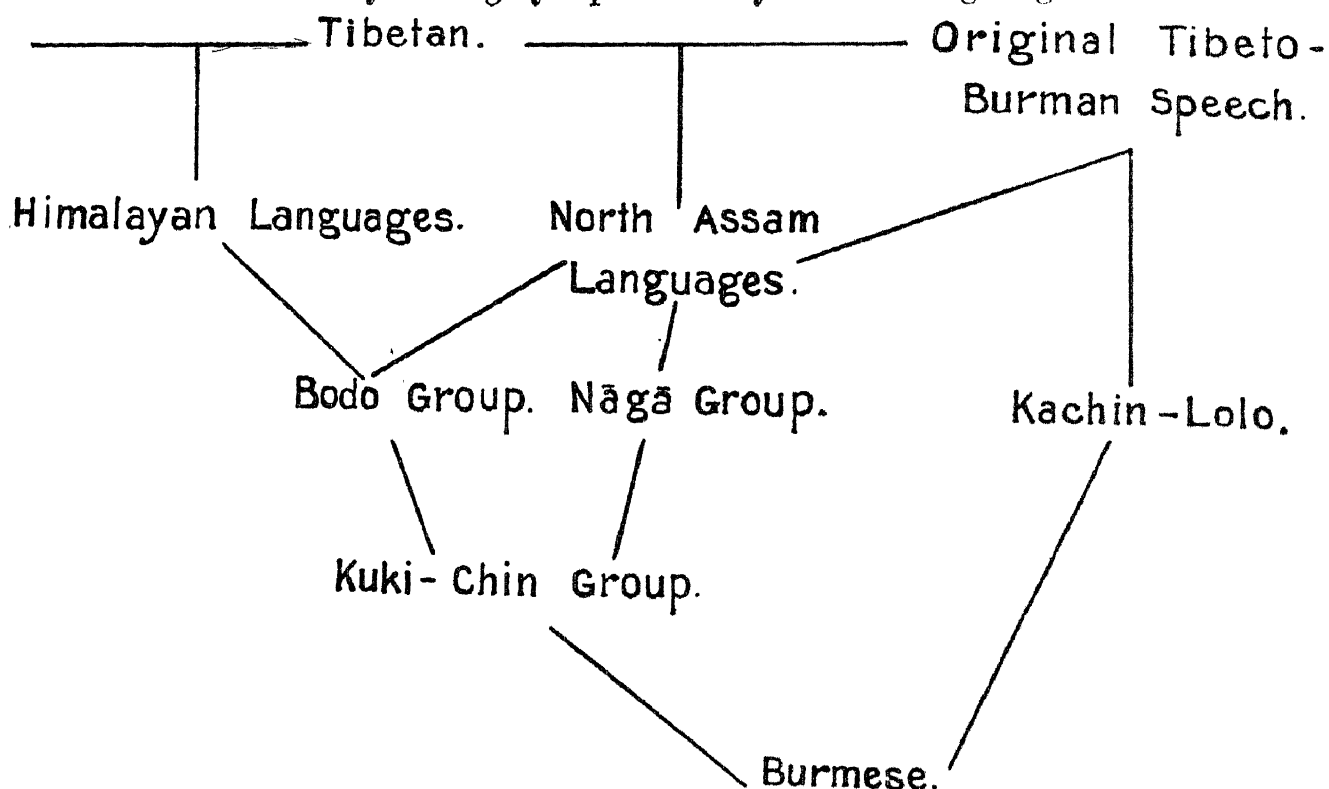 Tibetan.
Original Tibeto-
Burman Speech.
Himalayan Languages.
North Assam
Languages.
Bodo Group.
Nāgā Group.
Kachin-Lolo.
Kuki-Chin Group.
Burmese.